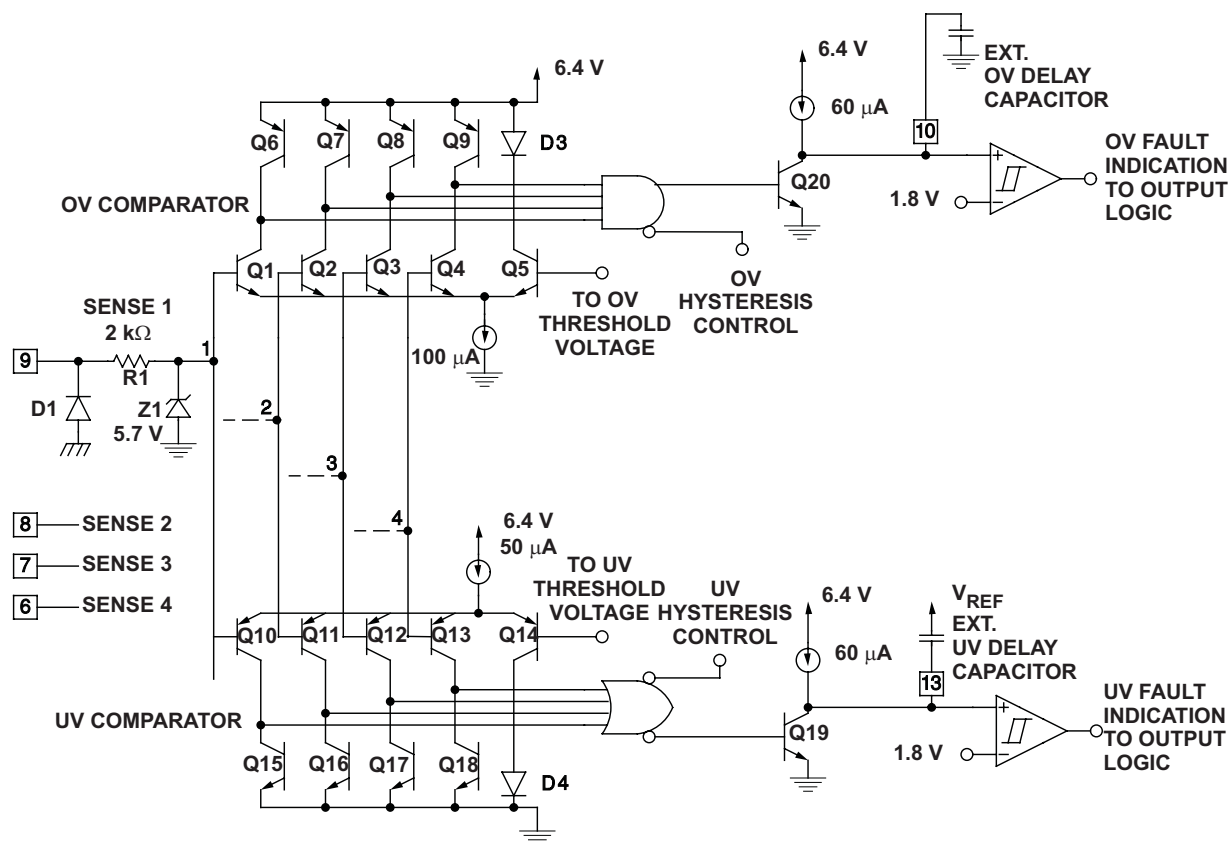 6.4 V
6.4 V
EXT.
OV DELAY
CAPACITOR
60 μA
10
Q6
Q7
Q8
Q9
D3
OV FAULT
INDICATION
TO OUTPUT
LOGIC
+
−
1.8 V
Q20
OV COMPARATOR
Q1
Q2
Q3
Q4
Q5
OV
HYSTERESIS
CONTROL
TO OV
THRESHOLD
VOLTAGE
100 μA
SENSE 1
2 kΩ
1
9
R1
D1
Z1
5.7 V
2
3
4
8
SENSE 2
7
SENSE 3
6
SENSE 4
6.4 V
50 μA
TO UV
THRESHOLD
VOLTAGE
UV
HYSTERESIS
CONTROL
6.4 V
60 μA
VREF
EXT.
UV DELAY
CAPACITOR
13
Q10
Q11
Q12
Q13
Q14
UV COMPARATOR
Q15
Q16
Q17
Q18
D4
Q19
1.8 V
+
−
UV FAULT
INDICATION
TO OUTPUT
LOGIC